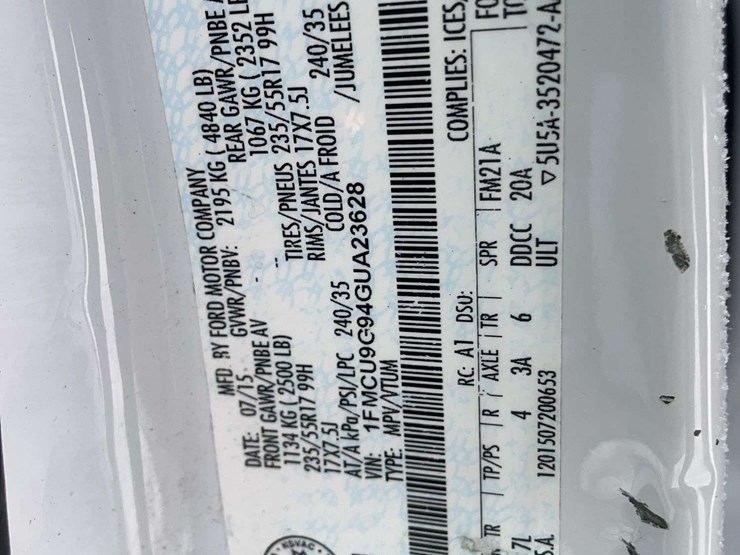 MFD. BY FORD MOTOR COMPANY
DATE: 07/15 GVWR/PNBV: 2195 KG ( 4840 LB)
FRONT GAWR/PNBE AV REAR GAWR/PNBE
1134 KG ( 2500 LB) 1067 KG ( 2352
235/55R17 99H TIRES/PNEUS 235/55R17 99H
17X7.5J RIMS/JANTES 17X7.5J
AT/A kPa/PSI/LPC 240/35 COLD/A FROID 240/35
VIN: 1FMCU9G94GUA23628 /JUMELEES
TYPE: MPV/VTUM
COMPLIES: ICES,
RC: A1 DSO:
TR | TP/PS | R | AXLE | TR | SPR | FM21A
7L 4 3A 6 DDCC 20A
S.A. 1201507200653 ULT ▽5U5A-3520472-A
KSVAC